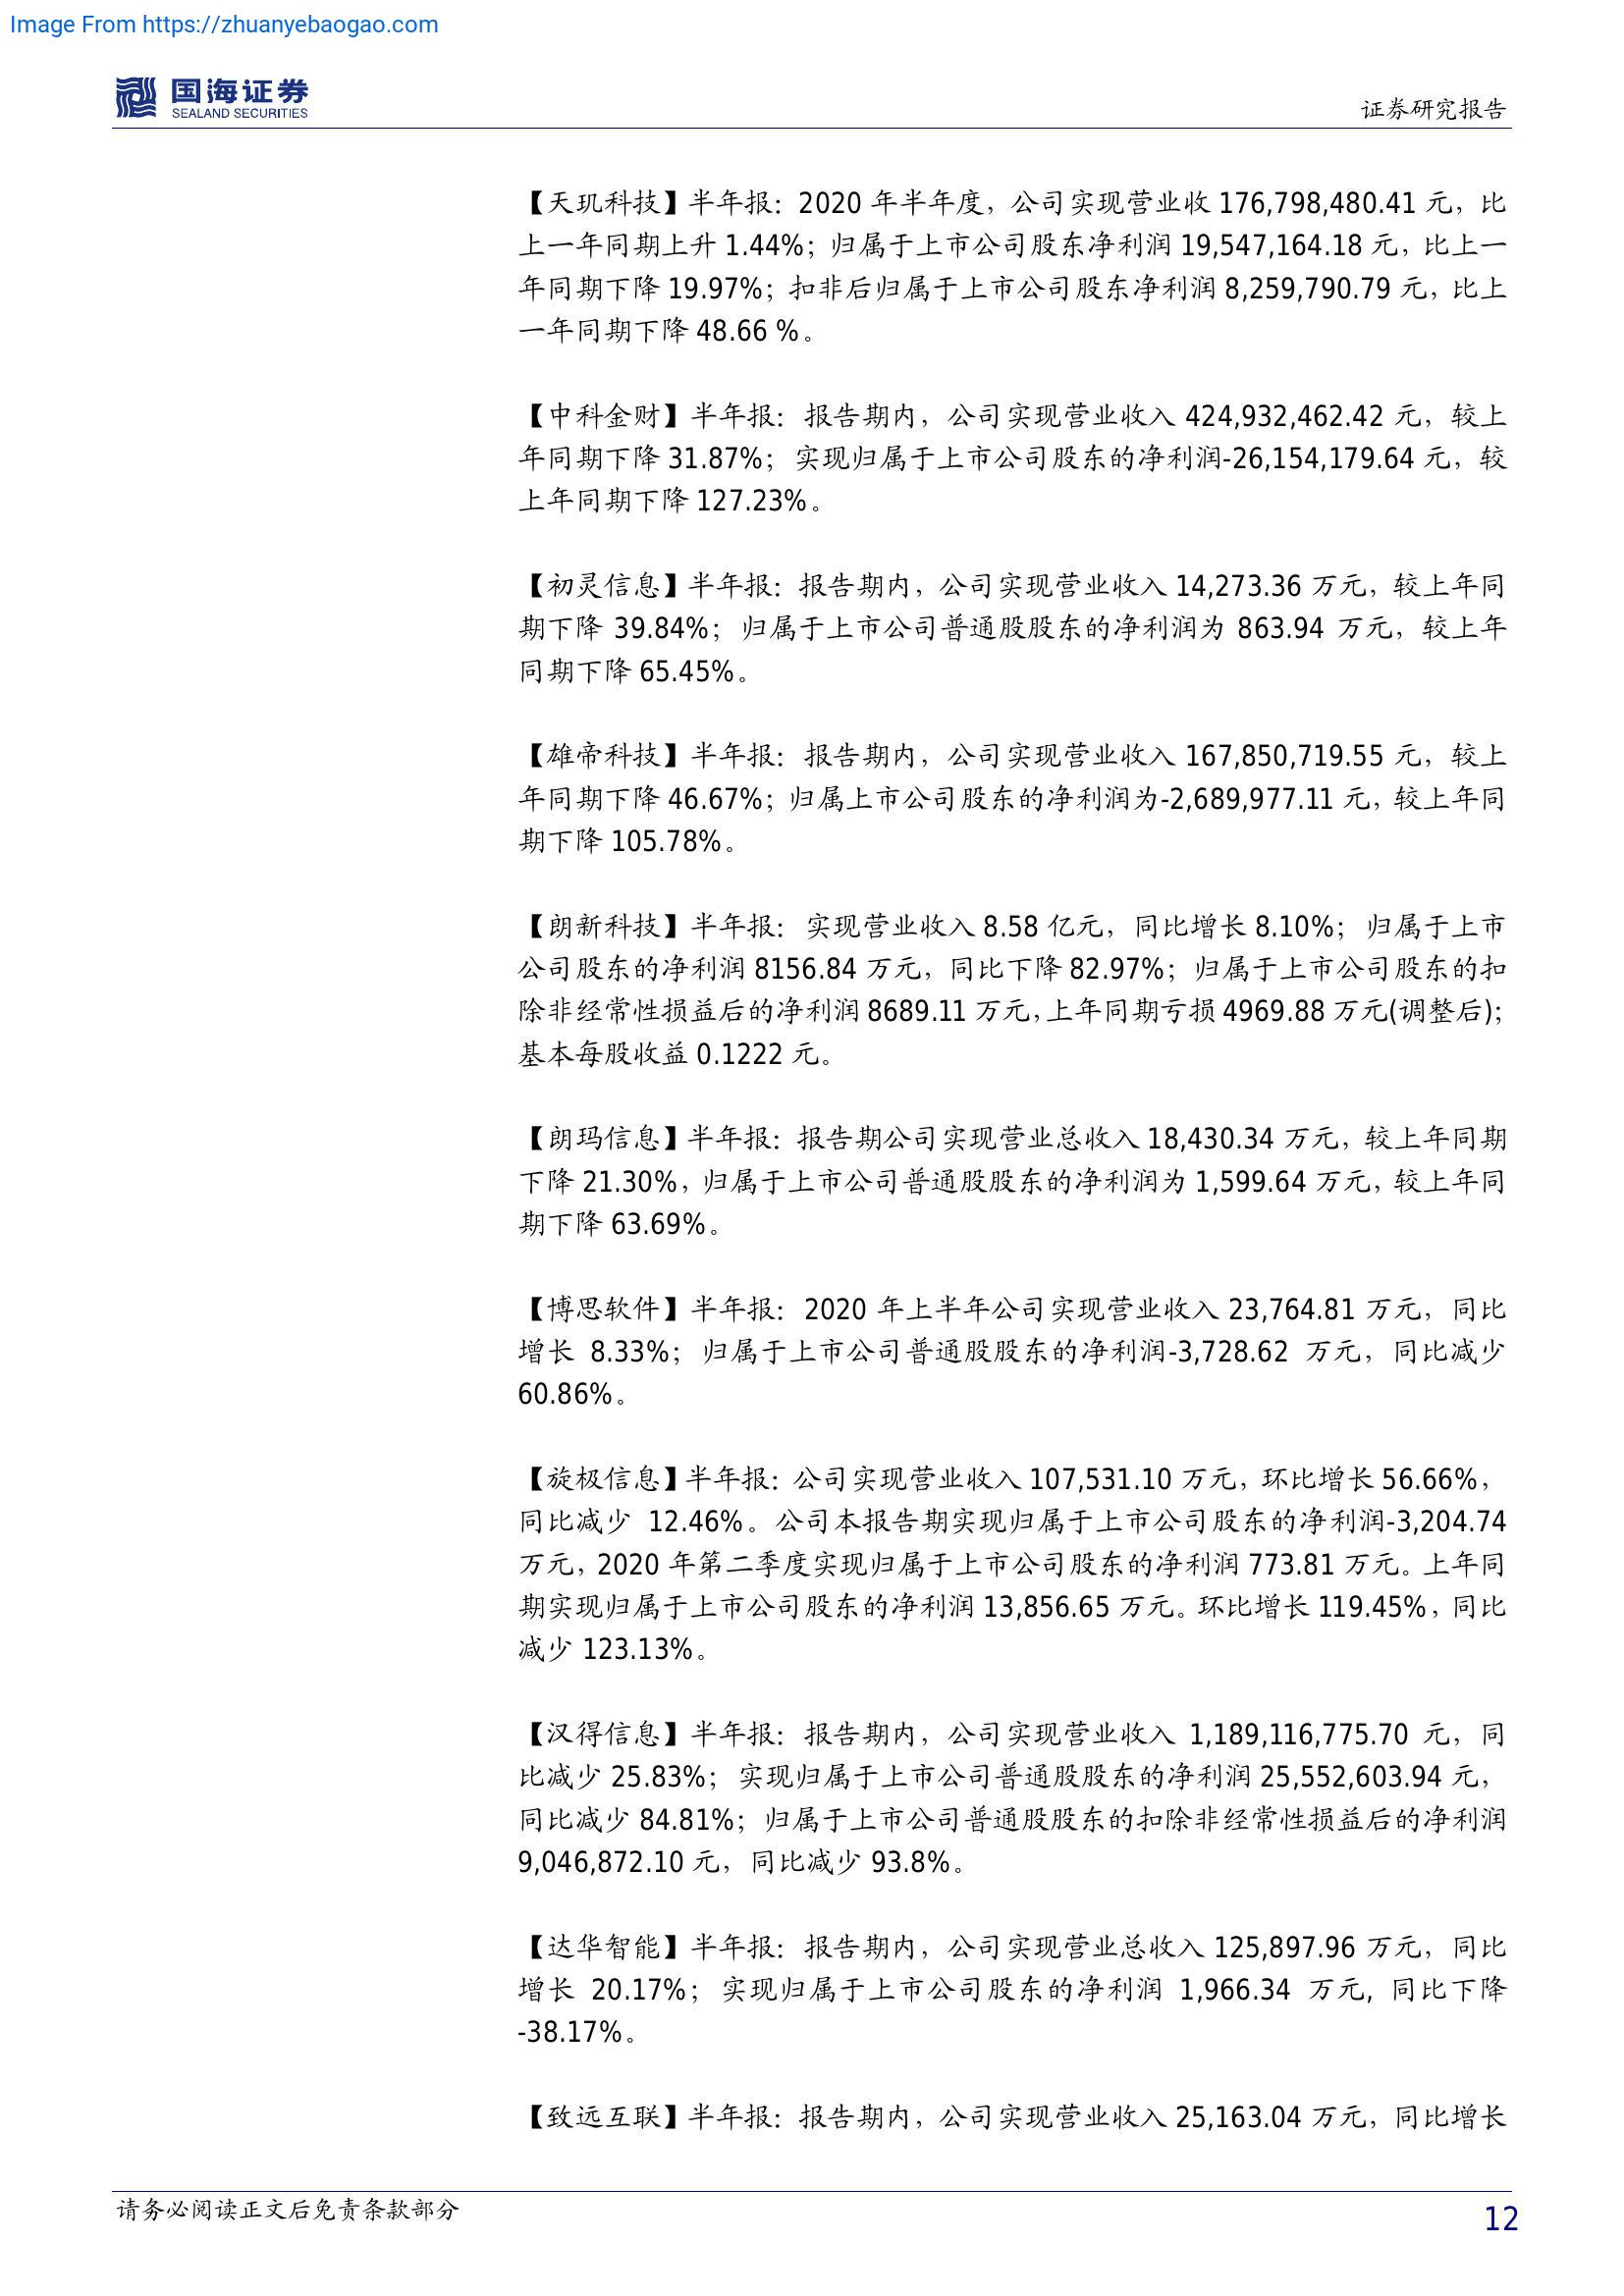 Image From https://zhuanyebaogao.com
国海证券
SEALAND SECURITIES
证券研究报告
【天玑科技】半年报：2020 年半年度，公司实现营业收 176,798,480.41 元，比
上一年同期上升 1.44%；归属于上市公司股东净利润 19,547,164.18 元，比上一
年同期下降 19.97%；扣非后归属于上市公司股东净利润 8,259,790.79 元，比上
一年同期下降 48.66 %。
【中科金财】半年报：报告期内，公司实现营业收入 424,932,462.42 元，较上
年同期下降 31.87%；实现归属于上市公司股东的净利润-26,154,179.64 元，较
上年同期下降 127.23%。
【初灵信息】半年报：报告期内，公司实现营业收入 14,273.36 万元，较上年同
期下降 39.84%；归属于上市公司普通股股东的净利润为 863.94 万元，较上年
同期下降 65.45%。
【雄帝科技】半年报：报告期内，公司实现营业收入 167,850,719.55 元，较上
年同期下降 46.67%；归属上市公司股东的净利润为-2,689,977.11 元，较上年同
期下降 105.78%。
【朗新科技】半年报：实现营业收入 8.58 亿元，同比增长 8.10%；归属于上市
公司股东的净利润 8156.84 万元，同比下降 82.97%；归属于上市公司股东的扣
除非经常性损益后的净利润 8689.11 万元，上年同期亏损 4969.88 万元(调整后)；
基本每股收益 0.1222 元。
【朗玛信息】半年报：报告期公司实现营业总收入 18,430.34 万元，较上年同期
下降 21.30%，归属于上市公司普通股股东的净利润为 1,599.64 万元，较上年同
期下降 63.69%。
【博思软件】半年报：2020 年上半年公司实现营业收入 23,764.81 万元，同比
增长 8.33%；归属于上市公司普通股股东的净利润-3,728.62 万元，同比减少
60.86%。
【旋极信息】半年报：公司实现营业收入 107,531.10 万元，环比增长 56.66%，
同比减少 12.46%。公司本报告期实现归属于上市公司股东的净利润-3,204.74
万元，2020 年第二季度实现归属于上市公司股东的净利润 773.81 万元。上年同
期实现归属于上市公司股东的净利润 13,856.65 万元。环比增长 119.45%，同比
减少 123.13%。
【汉得信息】半年报：报告期内，公司实现营业收入 1,189,116,775.70 元，同
比减少 25.83%；实现归属于上市公司普通股股东的净利润 25,552,603.94 元，
同比减少 84.81%；归属于上市公司普通股股东的扣除非经常性损益后的净利润
9,046,872.10 元，同比减少 93.8%。
【达华智能】半年报：报告期内，公司实现营业总收入 125,897.96 万元，同比
增长 20.17%；实现归属于上市公司股东的净利润 1,966.34 万元, 同比下降
-38.17%。
【致远互联】半年报：报告期内，公司实现营业收入 25,163.04 万元，同比增长
请务必阅读正文后免责条款部分
12